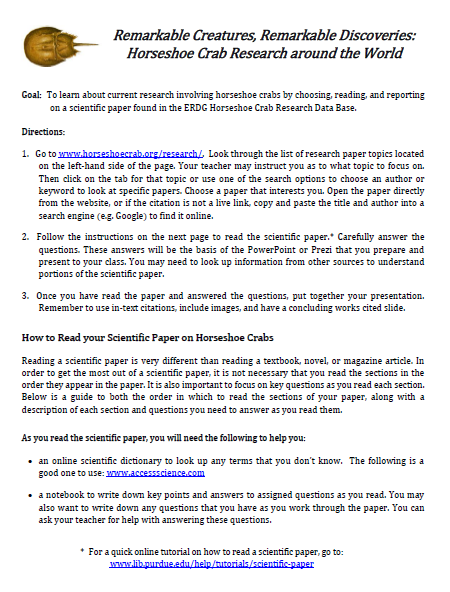 Remarkable Creatures, Remarkable Discoveries:
Horseshoe Crab Research around the World
Goal: To learn about current research involving horseshoe crabs by choosing, reading, and reporting
on a scientific paper found in the ERDG Horseshoe Crab Research Data Base.
Directions:
1. Go to www.horseshoecrab.org/research/. Look through the list of research paper topics located
on the left-hand side of the page. Your teacher may instruct you as to what topic to focus on.
Then click on the tab for that topic or use one of the search options to choose an author or
keyword to look at specific papers. Choose a paper that interests you. Open the paper directly
from the website, or if the citation is not a live link, copy and paste the title and author into a
search engine (e.g. Google) to find it online.
2. Follow the instructions on the next page to read the scientific paper.* Carefully answer the
questions. These answers will be the basis of the PowerPoint or Prezi that you prepare and
present to your class. You may need to look up information from other sources to understand
portions of the scientific paper.
3. Once you have read the paper and answered the questions, put together your presentation.
Remember to use in-text citations, include images, and have a concluding works cited slide.
How to Read your Scientific Paper on Horseshoe Crabs
Reading a scientific paper is very different than reading a textbook, novel, or magazine article. In
order to get the most out of a scientific paper, it is not necessary that you read the sections in the
order they appear in the paper. It is also important to focus on key questions as you read each section.
Below is a guide to both the order in which to read the sections of your paper, along with a
description of each section and questions you need to answer as you read them.
As you read the scientific paper, you will need the following to help you:
• an online scientific dictionary to look up any terms that you don't know. The following is a
good one to use: www.accessscience.com
• a notebook to write down key points and answers to assigned questions as you read. You may
also want to write down any questions that you have as you work through the paper. You can
ask your teacher for help with answering these questions.
* For a quick online tutorial on how to read a scientific paper, go to:
www.lib.purdue.edu/help/tutorials/scientific-paper